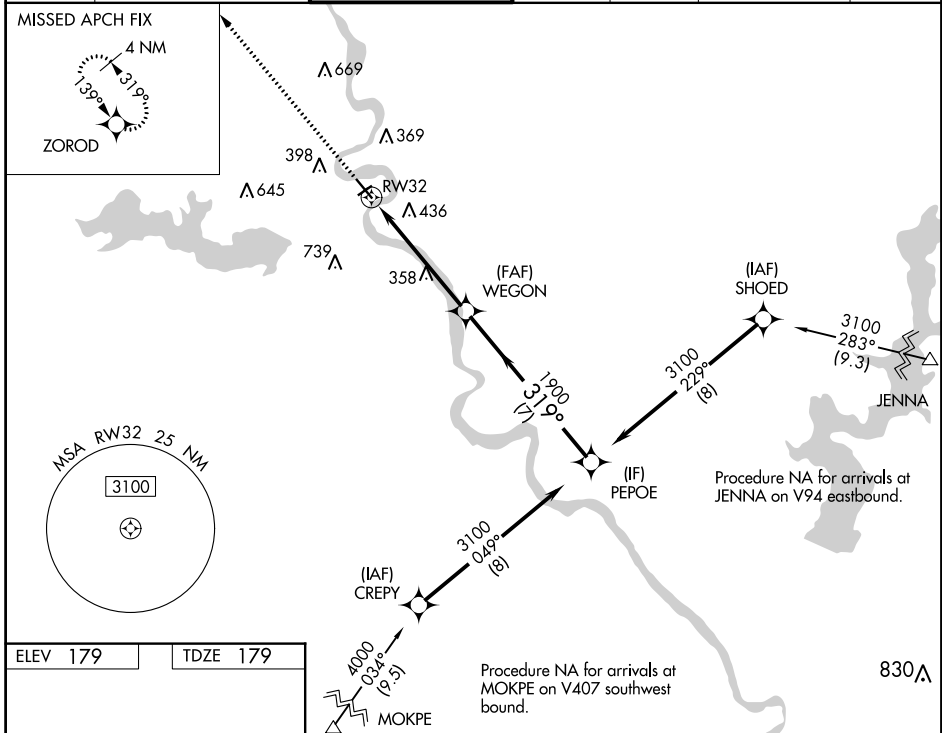 MISSED APCH FIX
4 NM
139°
319°
ZOROD
669
369
398
645
RW32
436
739
358
(FAF)
WEGON
(IAF)
SHOED
3100
283°
(9.3)
JENNA
3100
229°
(8)
1900
319°
(7)
(IF)
PEPOE
Procedure NA for arrivals at
JENNA on V94 eastbound.
MSA RW32 25 NM
3100
3100
049°
(8)
(IAF)
CREPY
4000
034°
(9.5)
MOKPE
Procedure NA for arrivals at
MOKPE on V407 southwest
bound.
830
ELEV 179
TDZE 179